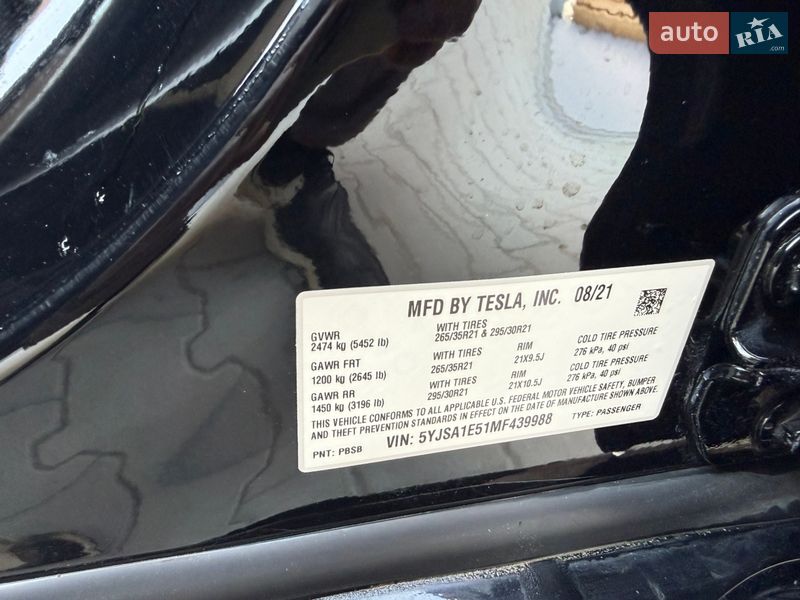 auto RIA .com
MFD BY TESLA, INC. 08/21
GVWR WITH TIRES COLD TIRE PRESSURE
2474 kg (5452 lb) 265/35R21 & 295/30R21 276 kPa, 40 psi
GAWR FRT WITH TIRES RIM COLD TIRE PRESSURE
1200 kg (2645 lb) 265/35R21 21X9.5J 276 kPa, 40 psi
GAWR RR WITH TIRES RIM
1450 kg (3196 lb) 295/30R21 21X10.5J
THIS VEHICLE CONFORMS TO ALL APPLICABLE U.S. FEDERAL MOTOR VEHICLE SAFETY, BUMPER
AND THEFT PREVENTION STANDARDS IN EFFECT ON THE DATE OF MANUFACTURE SHOWN ABOVE.
PNT: PBSB VIN: 5YJSA1E51MF439988 TYPE: PASSENGER